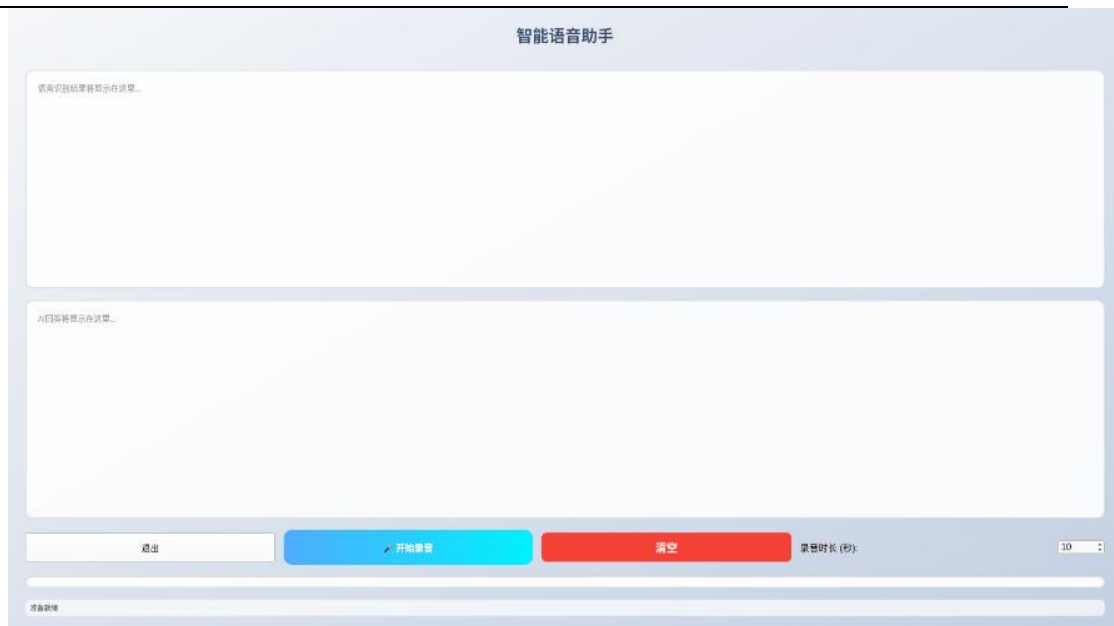 智能语音助手
语音识别结果将显示在这里...
AI回答将显示在这里...
退出
开始录音
清空
录音时长 (秒):
10
准备就绪